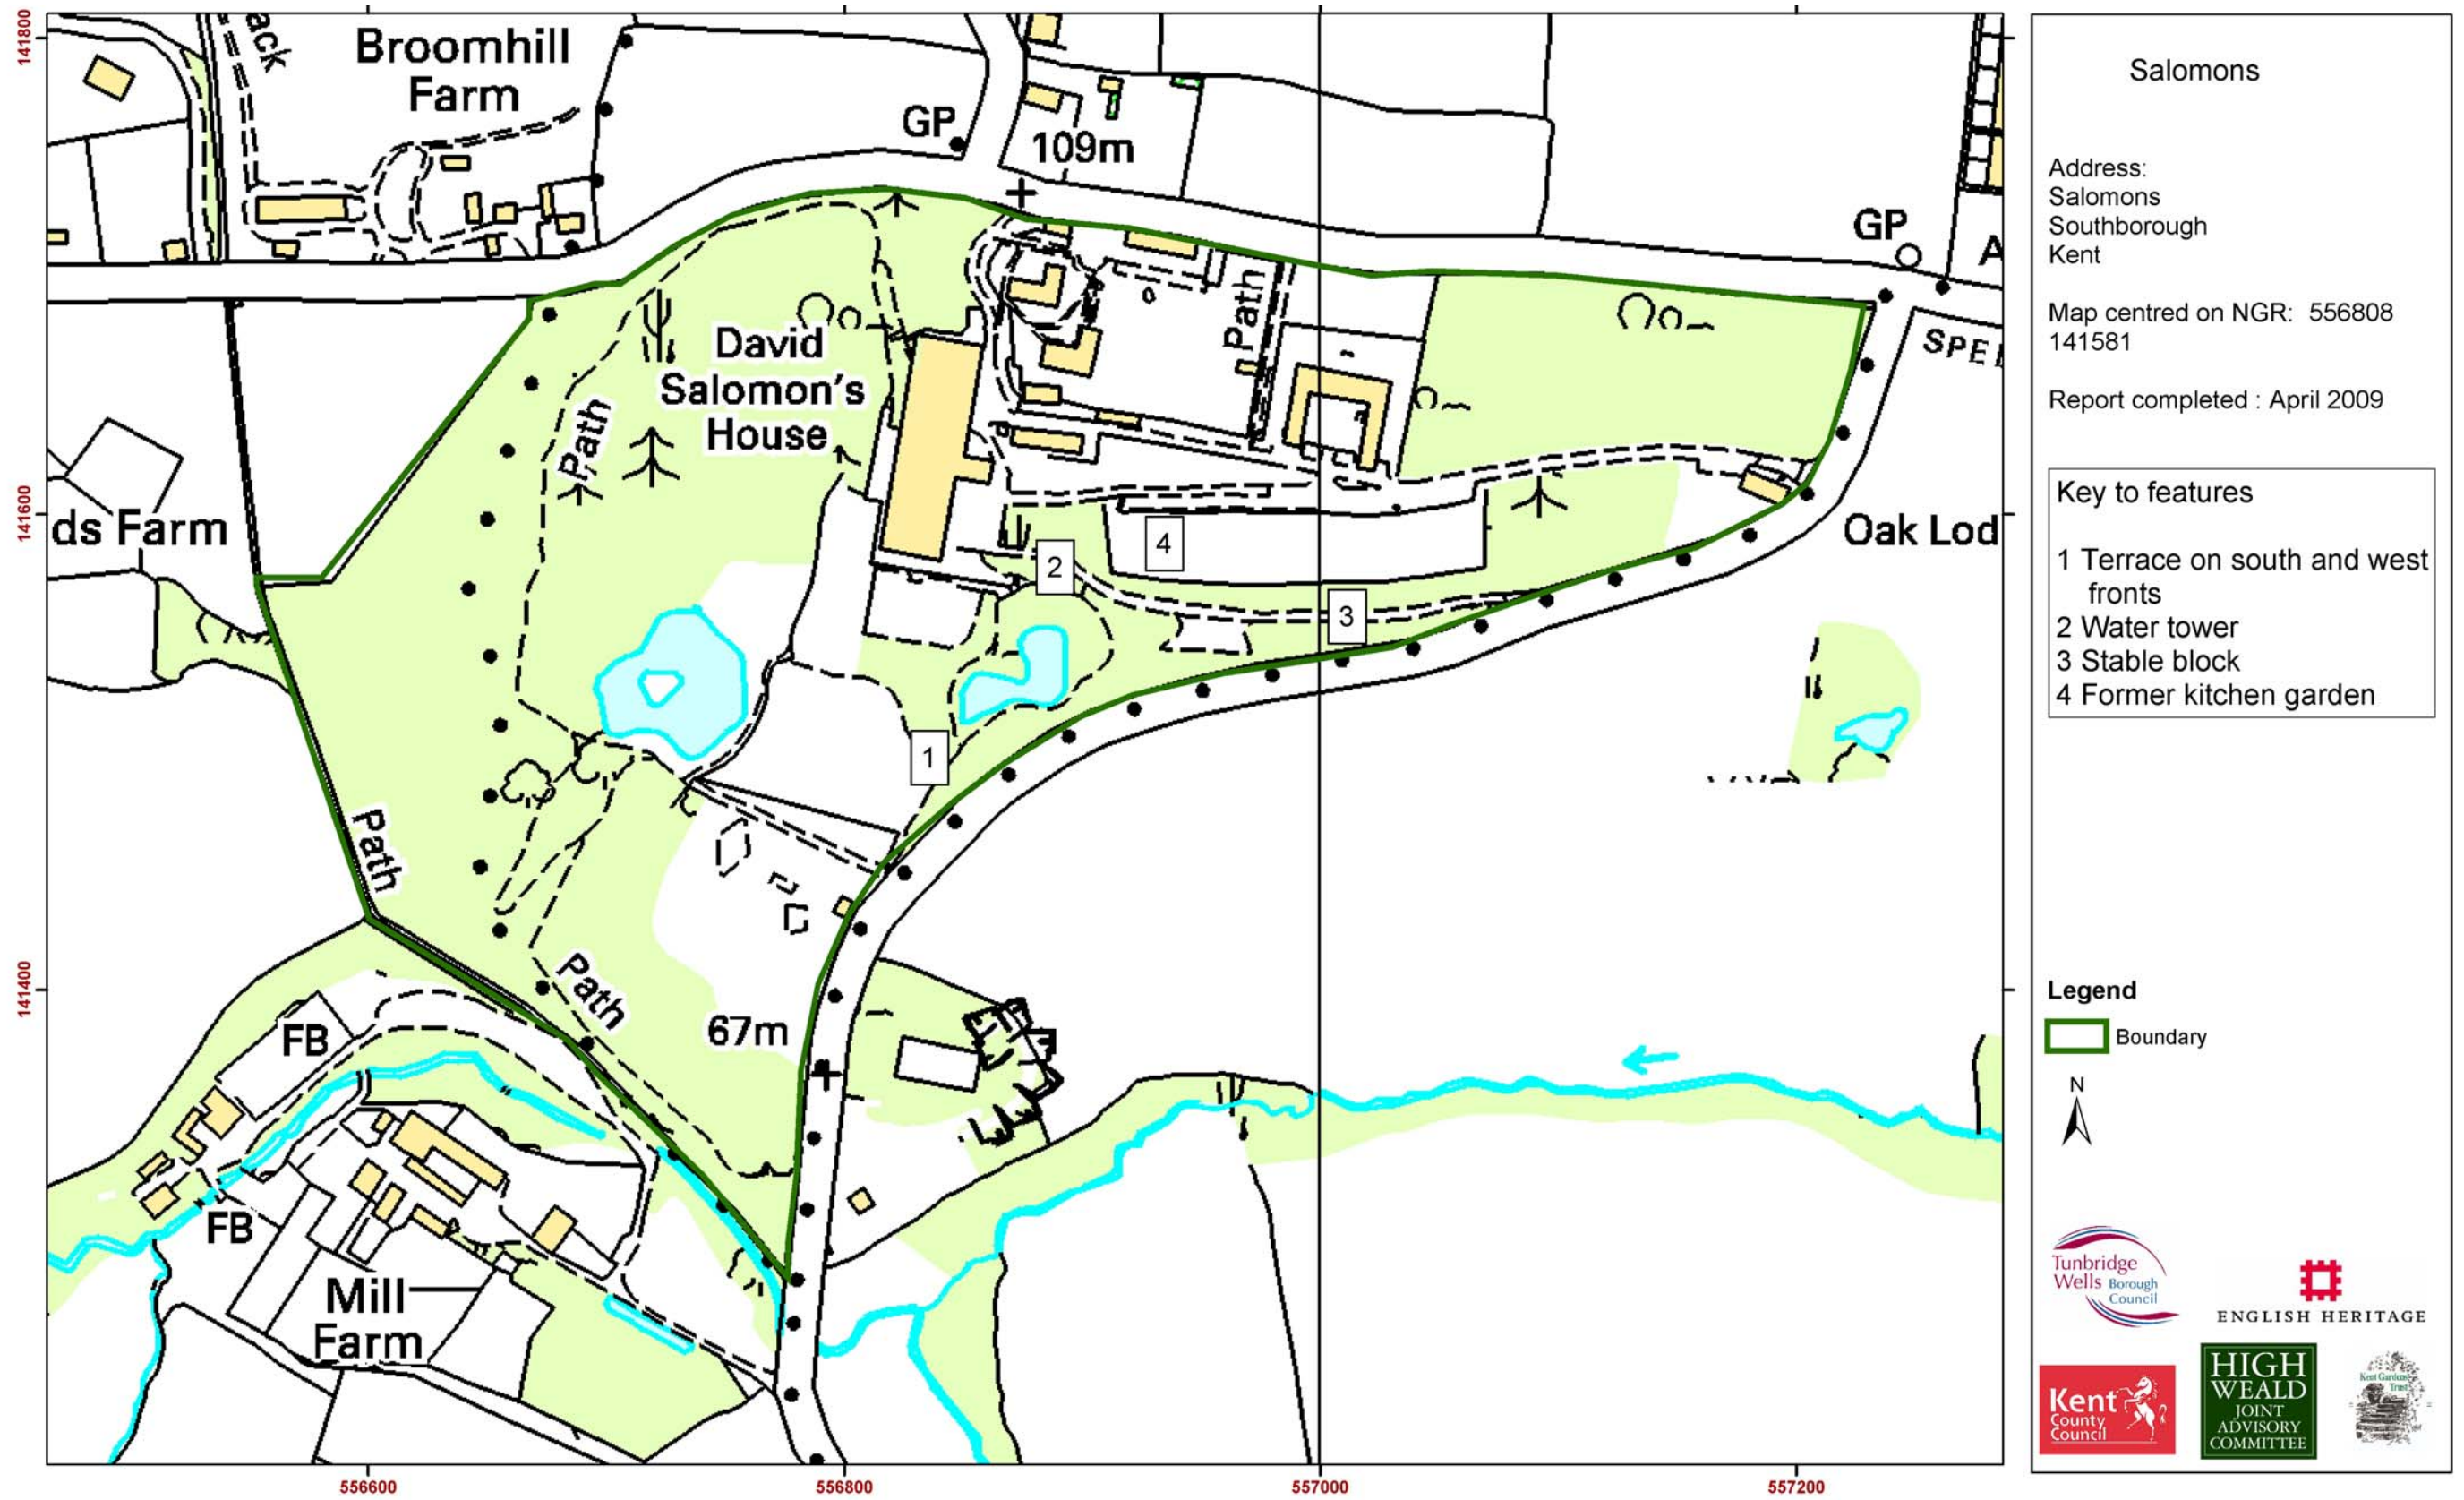 Broomhill
Farm
ack
GP
109m
GP
A
SPE
David
Salomon's
House
Path
Path
ds Farm
Oak Lod
4
2
3
1
Path
Path
67m
FB
FB
Mill
Farm
141800
141600
141400
556600
556800
557000
557200
Salomons
Address:
Salomons
Southborough
Kent
Map centred on NGR: 556808
141581
Report completed : April 2009
Key to features
1 Terrace on south and west
fronts
2 Water tower
3 Stable block
4 Former kitchen garden
Legend
Boundary
N
Tunbridge
Wells Borough
Council
ENGLISH HERITAGE
Kent
County
Council
HIGH
WEALD
JOINT
ADVISORY
COMMITTEE
Kent Gardens
Trust